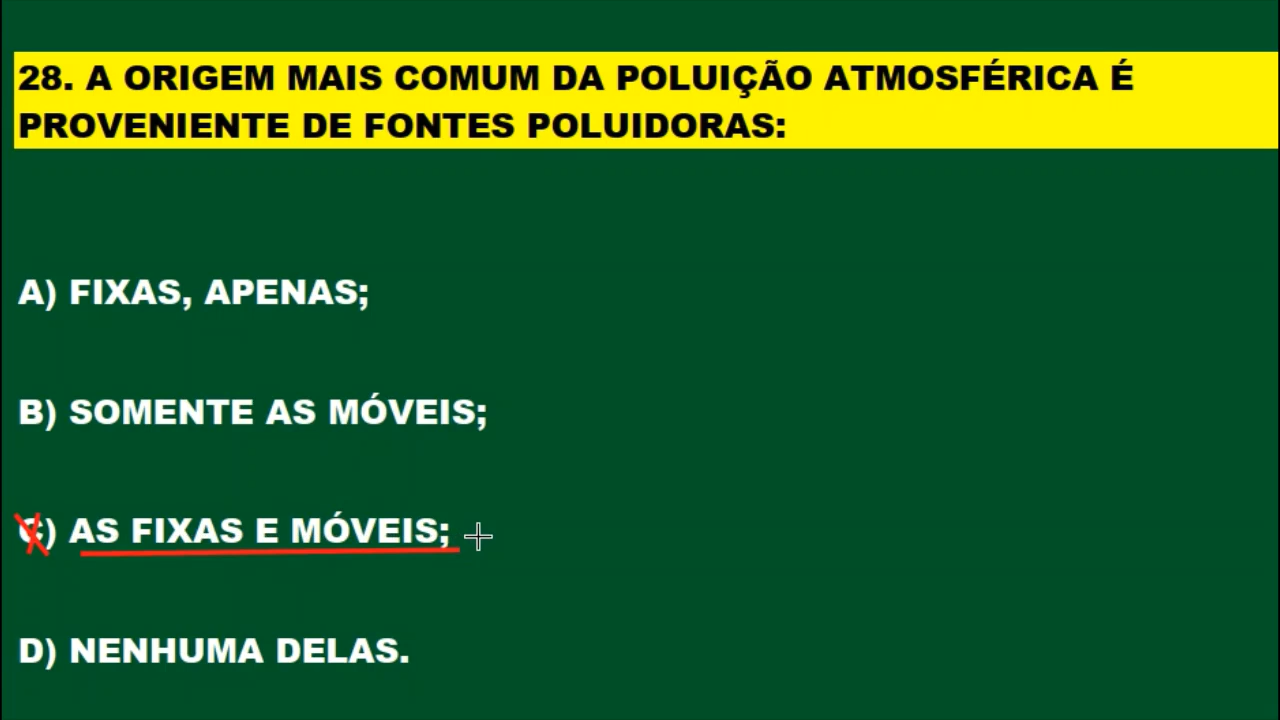 28. A ORIGEM MAIS COMUM DA POLUIÇÃO ATMOSFÉRICA É
PROVENIENTE DE FONTES POLUIDORAS:
A) FIXAS, APENAS;
B) SOMENTE AS MÓVEIS;
C) AS FIXAS E MÓVEIS;
D) NENHUMA DELAS.